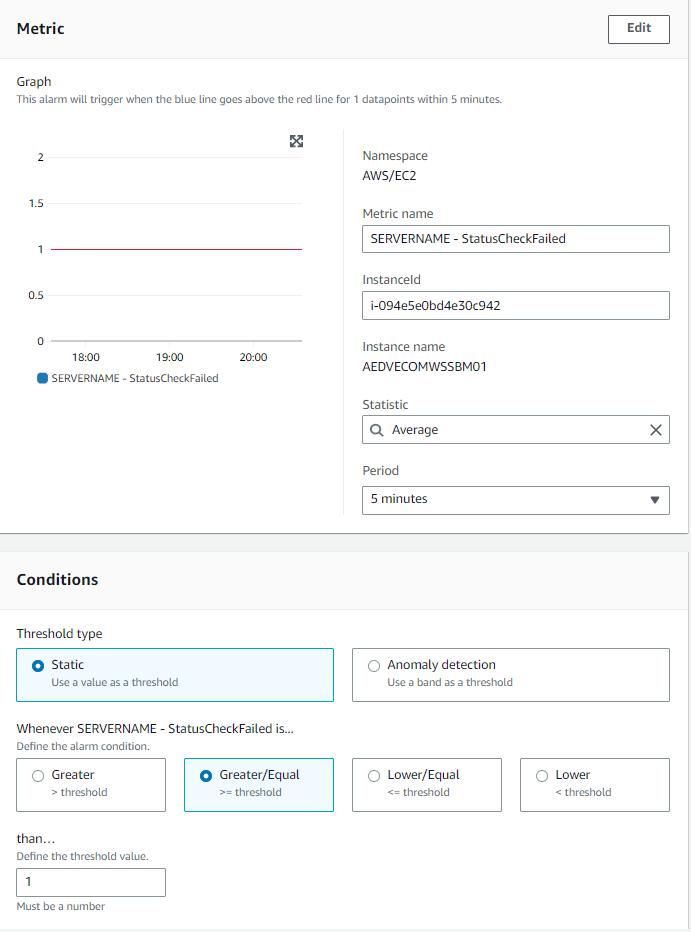 Metric
Edit
Graph
This alarm will trigger when the blue line goes above the red line for 1 datapoints within 5 minutes.
2
1.5
1
0.5
0
18:00 19:00 20:00
SERVERNAME - StatusCheckFailed
Namespace
AWS/EC2
Metric name
SERVERNAME - StatusCheckFailed
InstanceId
i-094e5e0bd4e30c942
Instance name
AEDVECOMWSSBM01
Statistic
Average
Period
5 minutes
Conditions
Threshold type
Static
Use a value as a threshold
Anomaly detection
Use a band as a threshold
Whenever SERVERNAME - StatusCheckFailed is...
Define the alarm condition.
Greater
> threshold
Greater/Equal
>= threshold
Lower/Equal
<= threshold
Lower
< threshold
than...
Define the threshold value.
1
Must be a number